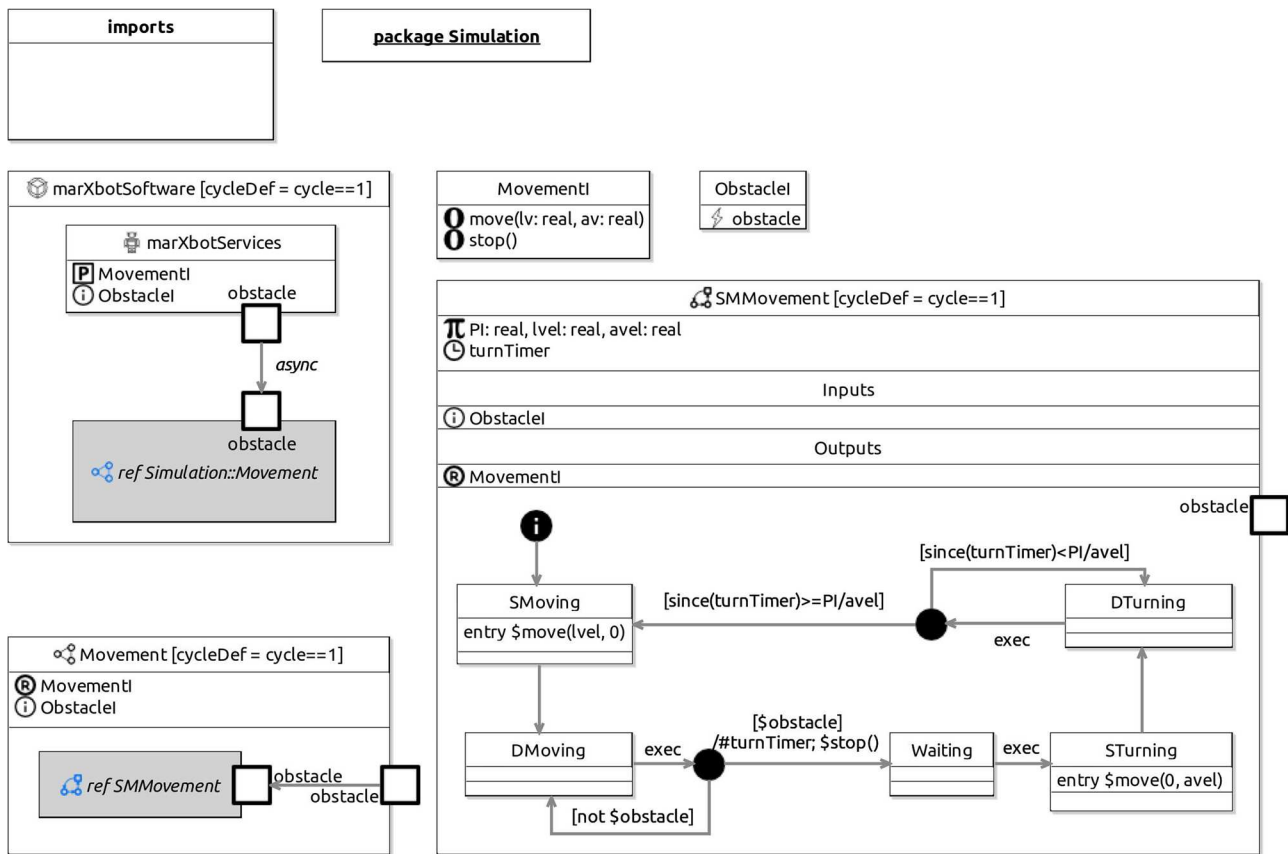 imports
package Simulation
marXbotSoftware [cycleDef = cycle==1]
marXbotServices
P MovementI
i ObstacleI
obstacle
async
obstacle
ref Simulation::Movement
MovementI
O move(lv: real, av: real)
O stop()
ObstacleI
obstacle
SMMovement [cycleDef = cycle==1]
π PI: real, lvel: real, avel: real
turnTimer
Inputs
i ObstacleI
Outputs
R MovementI
obstacle
i
[since(turnTimer)<PI/avel]
SMoving
entry $move(lvel, 0)
[since(turnTimer)>=PI/avel]
DTurning
exec
DMoving
exec
[$obstacle]
/#turnTimer; $stop()
Waiting
exec
STurning
entry $move(0, avel)
[not $obstacle]
Movement [cycleDef = cycle==1]
R MovementI
i ObstacleI
ref SMMovement
obstacle
obstacle